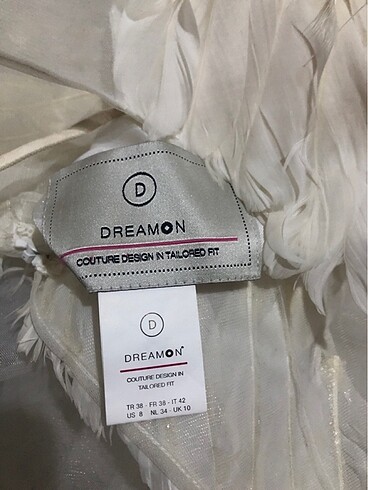 D
DREAMON
COUTURE DESIGN IN TAILORED FIT
D
DREAMON
COUTURE DESIGN IN
TAILORED FIT
TR 38 - FR 38 - IT 42
US 8 - NL 34 - UK 10